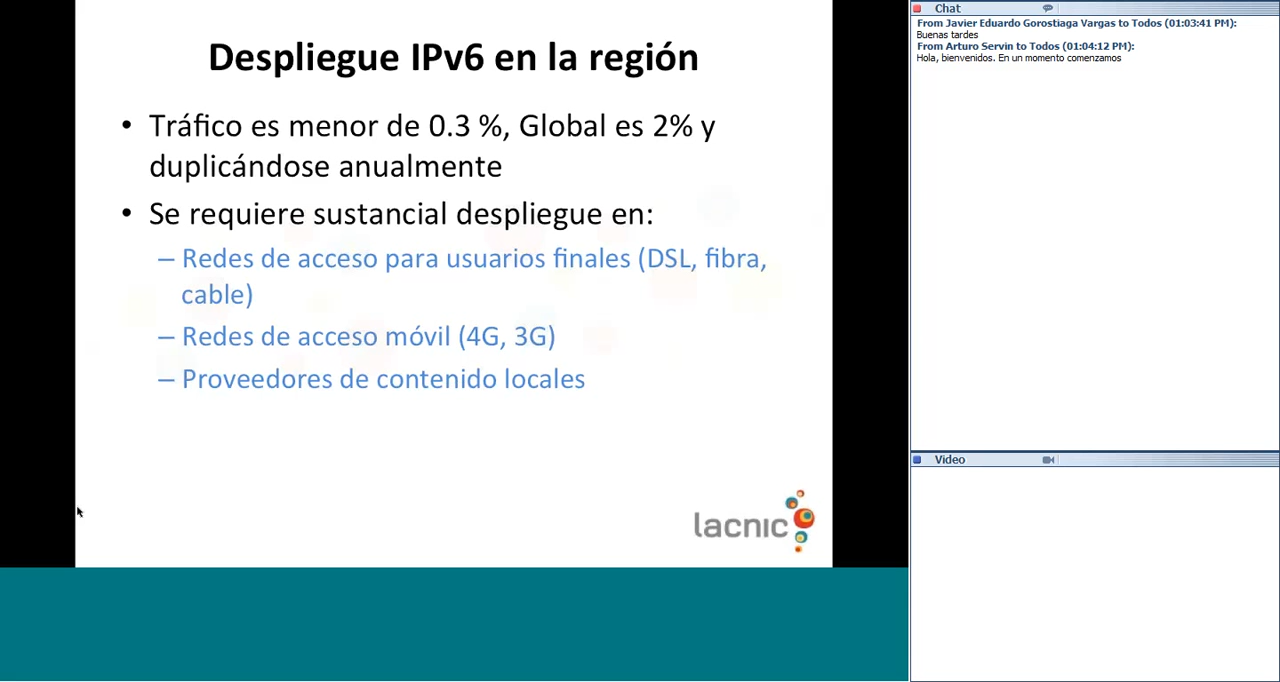 Despliegue IPv6 en la región
• Tráfico es menor de 0.3 %, Global es 2% y
duplicándose anualmente
• Se requiere sustancial despliegue en:
– Redes de acceso para usuarios finales (DSL, fibra,
cable)
– Redes de acceso móvil (4G, 3G)
– Proveedores de contenido locales
lacnic
Chat
From Javier Eduardo Gorostiaga Vargas to Todos (01:03:41 PM):
Buenas tardes
From Arturo Servin to Todos (01:04:12 PM):
Hola, bienvenidos. En un momento comenzamos
Video